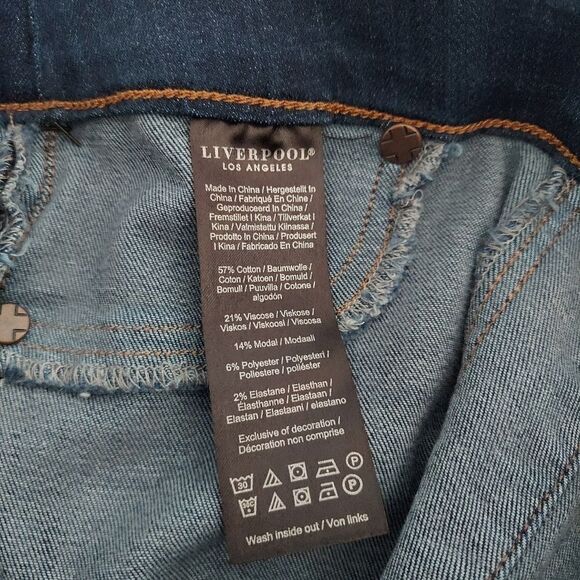 LIVERPOOL®
LOS ANGELES
Made In China / Hergestellt In
China / Fabriqué En Chine /
Geproduceerd In China /
Fremstillet I Kina / Tillverkat I
Kina / Valmistettu Kiinassa /
Prodotto In China / Produsert
I Kina / Fabricado En China
57% Cotton / Baumwolle /
Coton / Katoen / Bomuld /
Bomull / Puuvilla / Cotone /
algodón
21% Viscose / Viskose /
Viskos / Viskoosi / Viscosa
14% Modal / Modaali
6% Polyester / Polyesteri /
Poliestere / poliéster
2% Elastane / Elasthan /
Élasthanne / Elastaan /
Elastan / Elastaani / elastano
Exclusive of decoration /
Décoration non comprise
30 P
30C P
Wash inside out / Von links